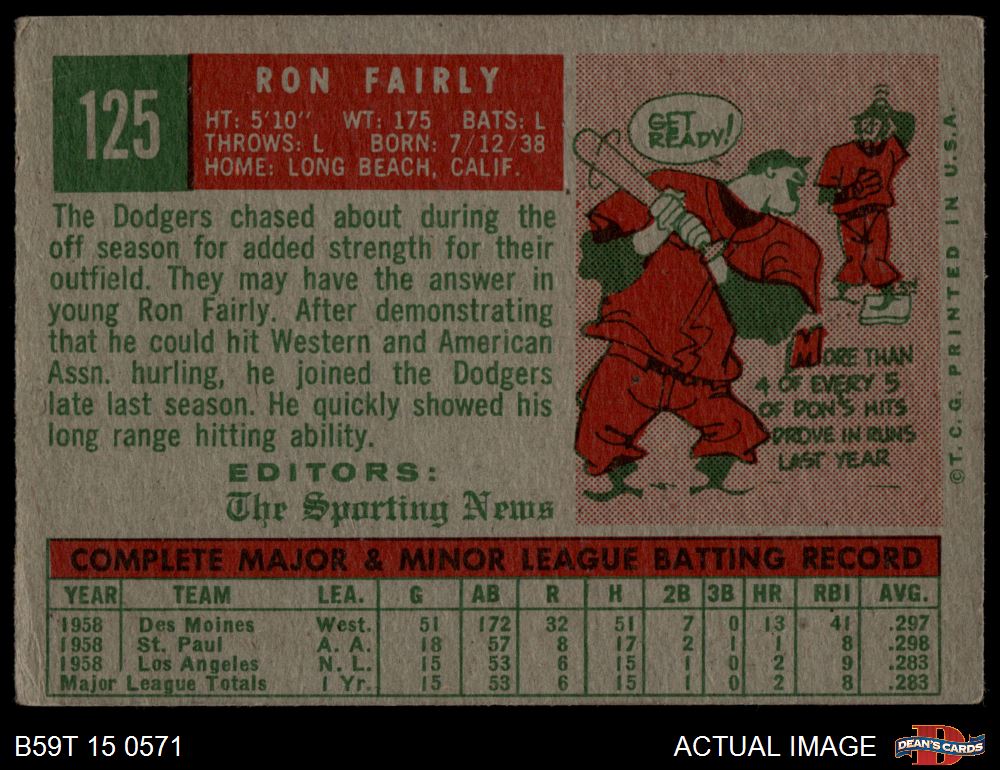 125
RON FAIRLY
HT: 5'10" WT: 175 BATS: L
THROWS: L BORN: 7/12/38
HOME: LONG BEACH, CALIF.
The Dodgers chased about during the
off season for added strength for their
outfield. They may have the answer in
young Ron Fairly. After demonstrating
that he could hit Western and American
Assn. hurling, he joined the Dodgers
late last season. He quickly showed his
long range hitting ability.
EDITORS:
The Sporting News
GET
READY!
MORE THAN
4 OF EVERY 5
OF DON'S HITS
DROVE IN RUNS
LAST YEAR
©T. C. G. PRINTED IN U.S.A.
COMPLETE MAJOR & MINOR LEAGUE BATTING RECORD
YEAR TEAM LEA. G AB R H 2B 3B HR RBI AVG.
1958 Des Moines West. 51 172 32 51 7 0 13 41 .297
1958 St. Paul A. A. 18 57 8 17 2 1 1 8 .298
1958 Los Angeles N. L. 15 53 6 15 1 0 2 9 .283
Major League Totals 1 Yr. 15 53 6 15 1 0 2 8 .283
B59T 15 0571
ACTUAL IMAGE
D
DEAN'S CARDS